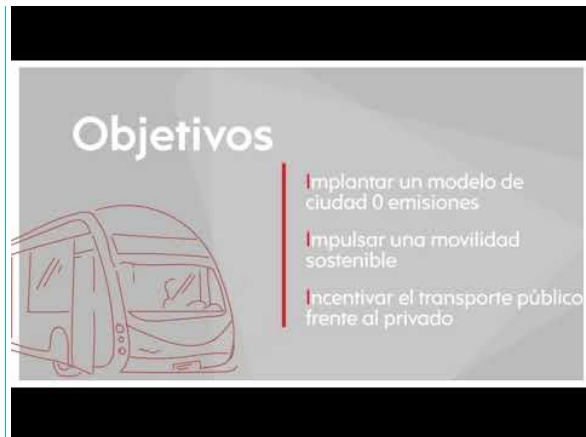 Objetivos
Implantar un modelo de
ciudad 0 emisiones
Impulsar una movilidad
sostenible
Incentivar el transporte público
frente al privado